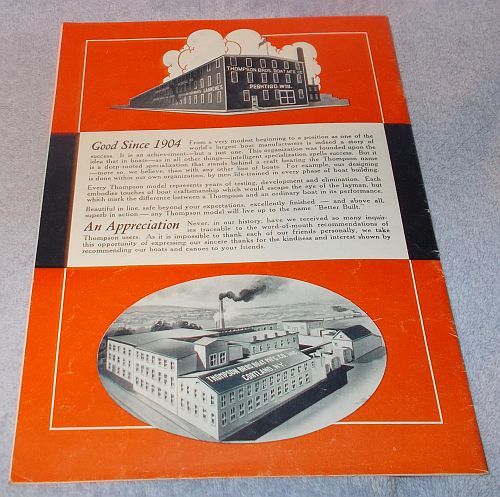 THOMPSON BROS. BOAT MFG. CO.
PESHTIGO WIS.
Good Since 1904 From a very modest beginning to a position as one of the
world's largest boat manufacturers is indeed a story of
success. It is an achievement—but a just one. This organization was founded upon the
idea that in boats—as in all other things—intelligent specialization spells success. But it
is a deep-rooted specialization that stands behind a craft bearing the Thompson name
— more so, we believe, than with any other line of boats. For example, our designing
is done within our own organization, by men life-trained in every phase of boat building.
Every Thompson model represents years of testing, development and elimination. Each
embodies touches of boat craftsmanship which would escape the eye of the layman, but
which mark the difference between a Thompson and an ordinary boat in its performance.
Beautiful in line, safe beyond your expectations, excellently finished — and above all,
superb in action — any Thompson model will live up to the name "Better Built."
An Appreciation Never, in our history, have we received so many inquir-
ies traceable to the word-of-mouth recommendations of
Thompson users. As it is impossible to thank each of our friends personally, we take
this opportunity of expressing our sincere thanks for the kindness and interest shown by
recommending our boats and canoes to your friends.
THOMPSON BROS. BOAT MFG. CO. INC.
CORTLAND, N.Y.